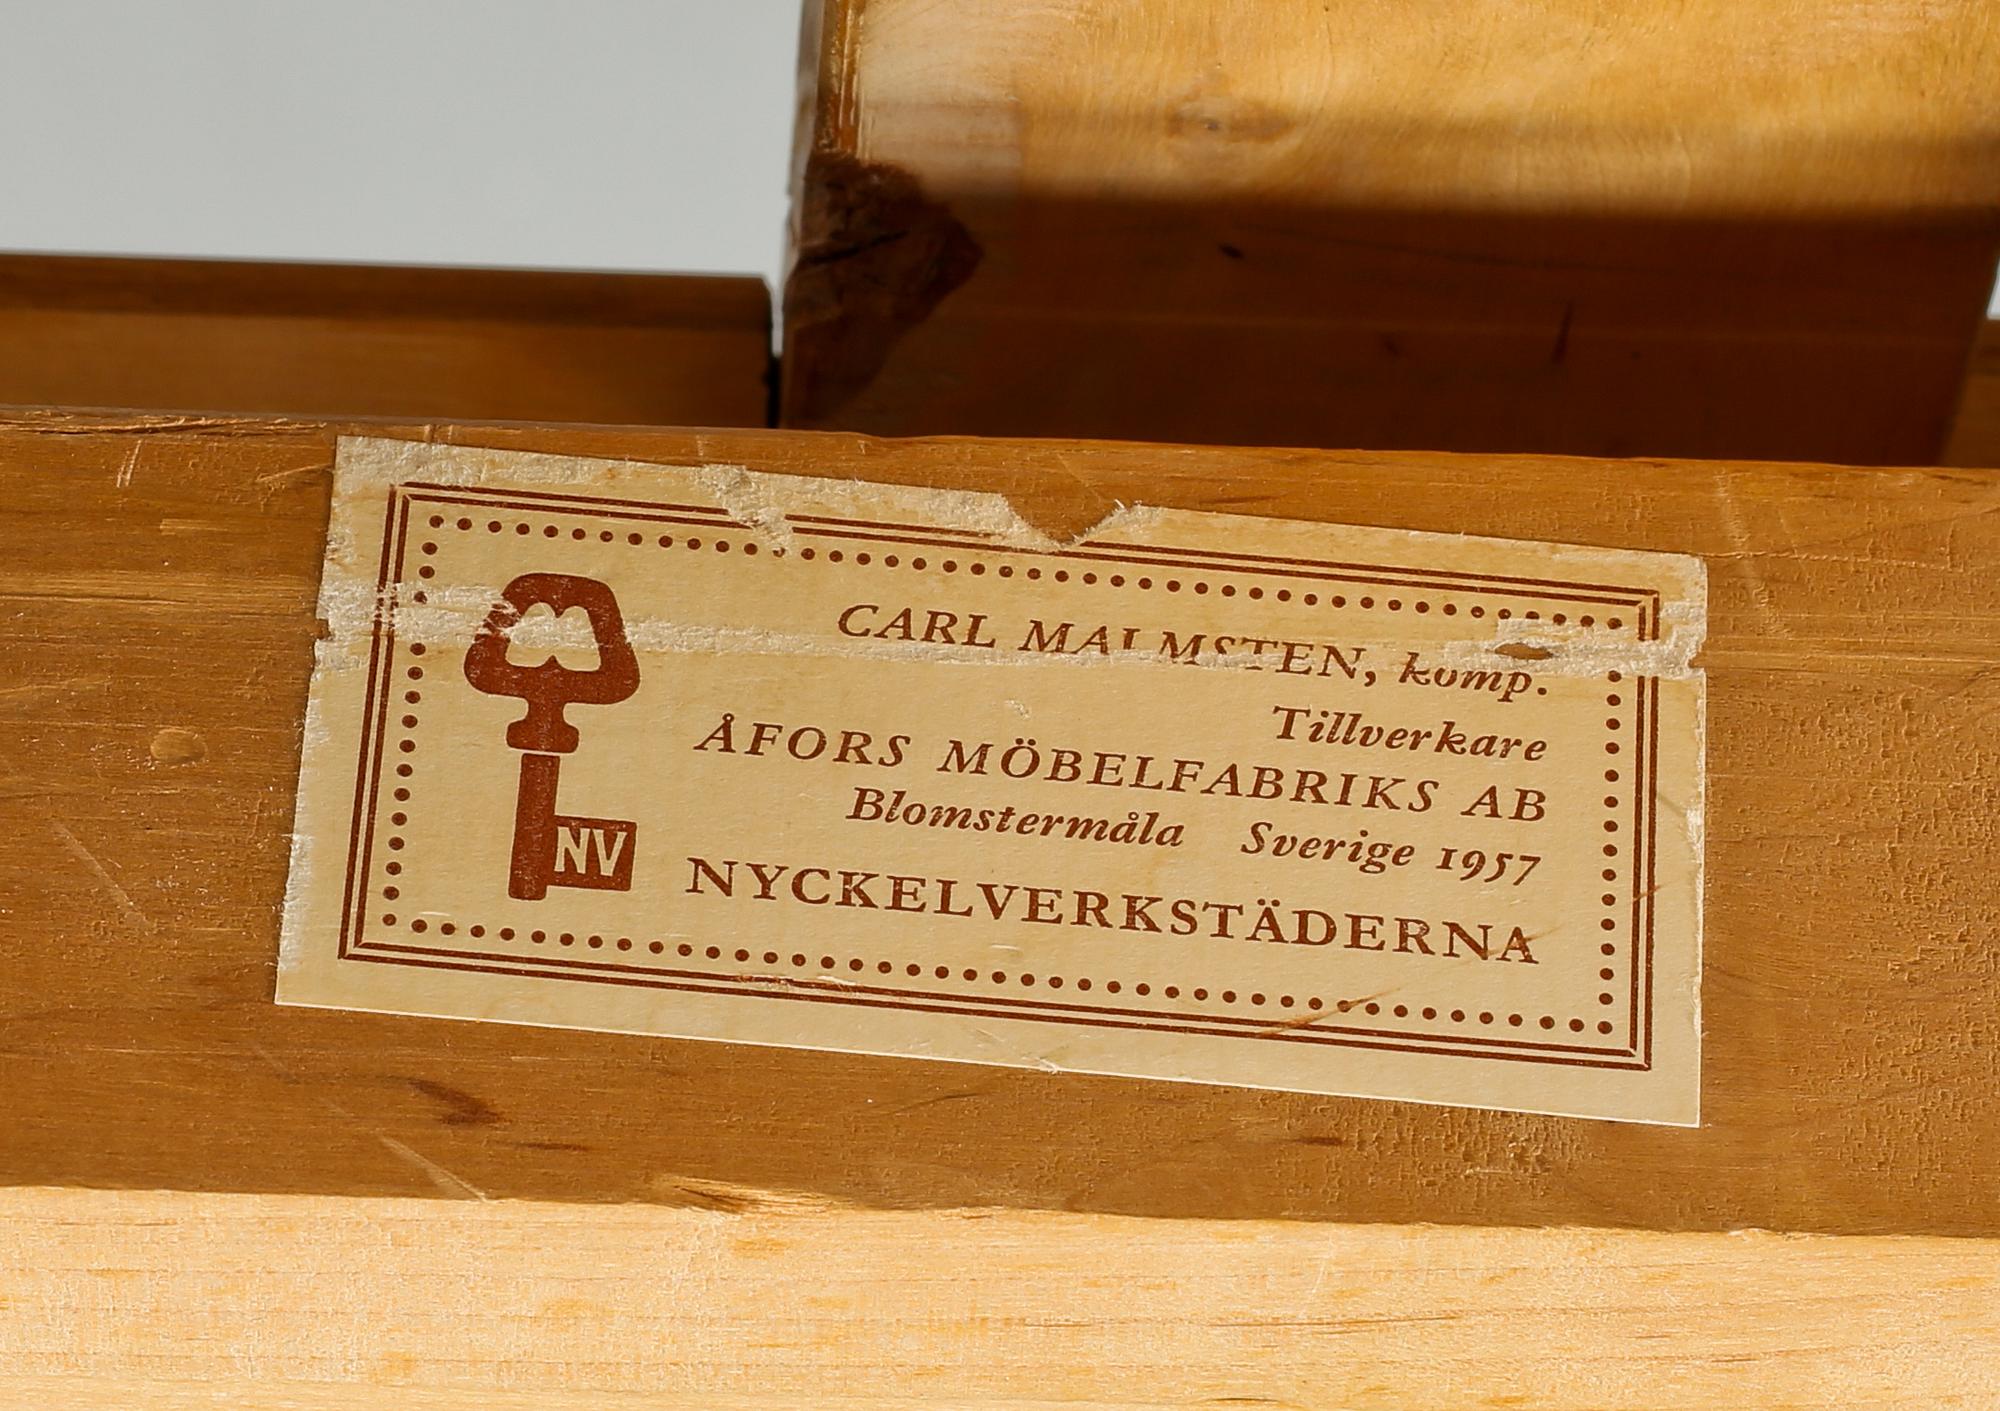 CARL MALMSTEN, komp.
Tillverkare
ÅFORS MÖBELFABRIKS AB
Blomstermåla Sverige 1957
NYCKELVERKSTÄDERNA
M
NV